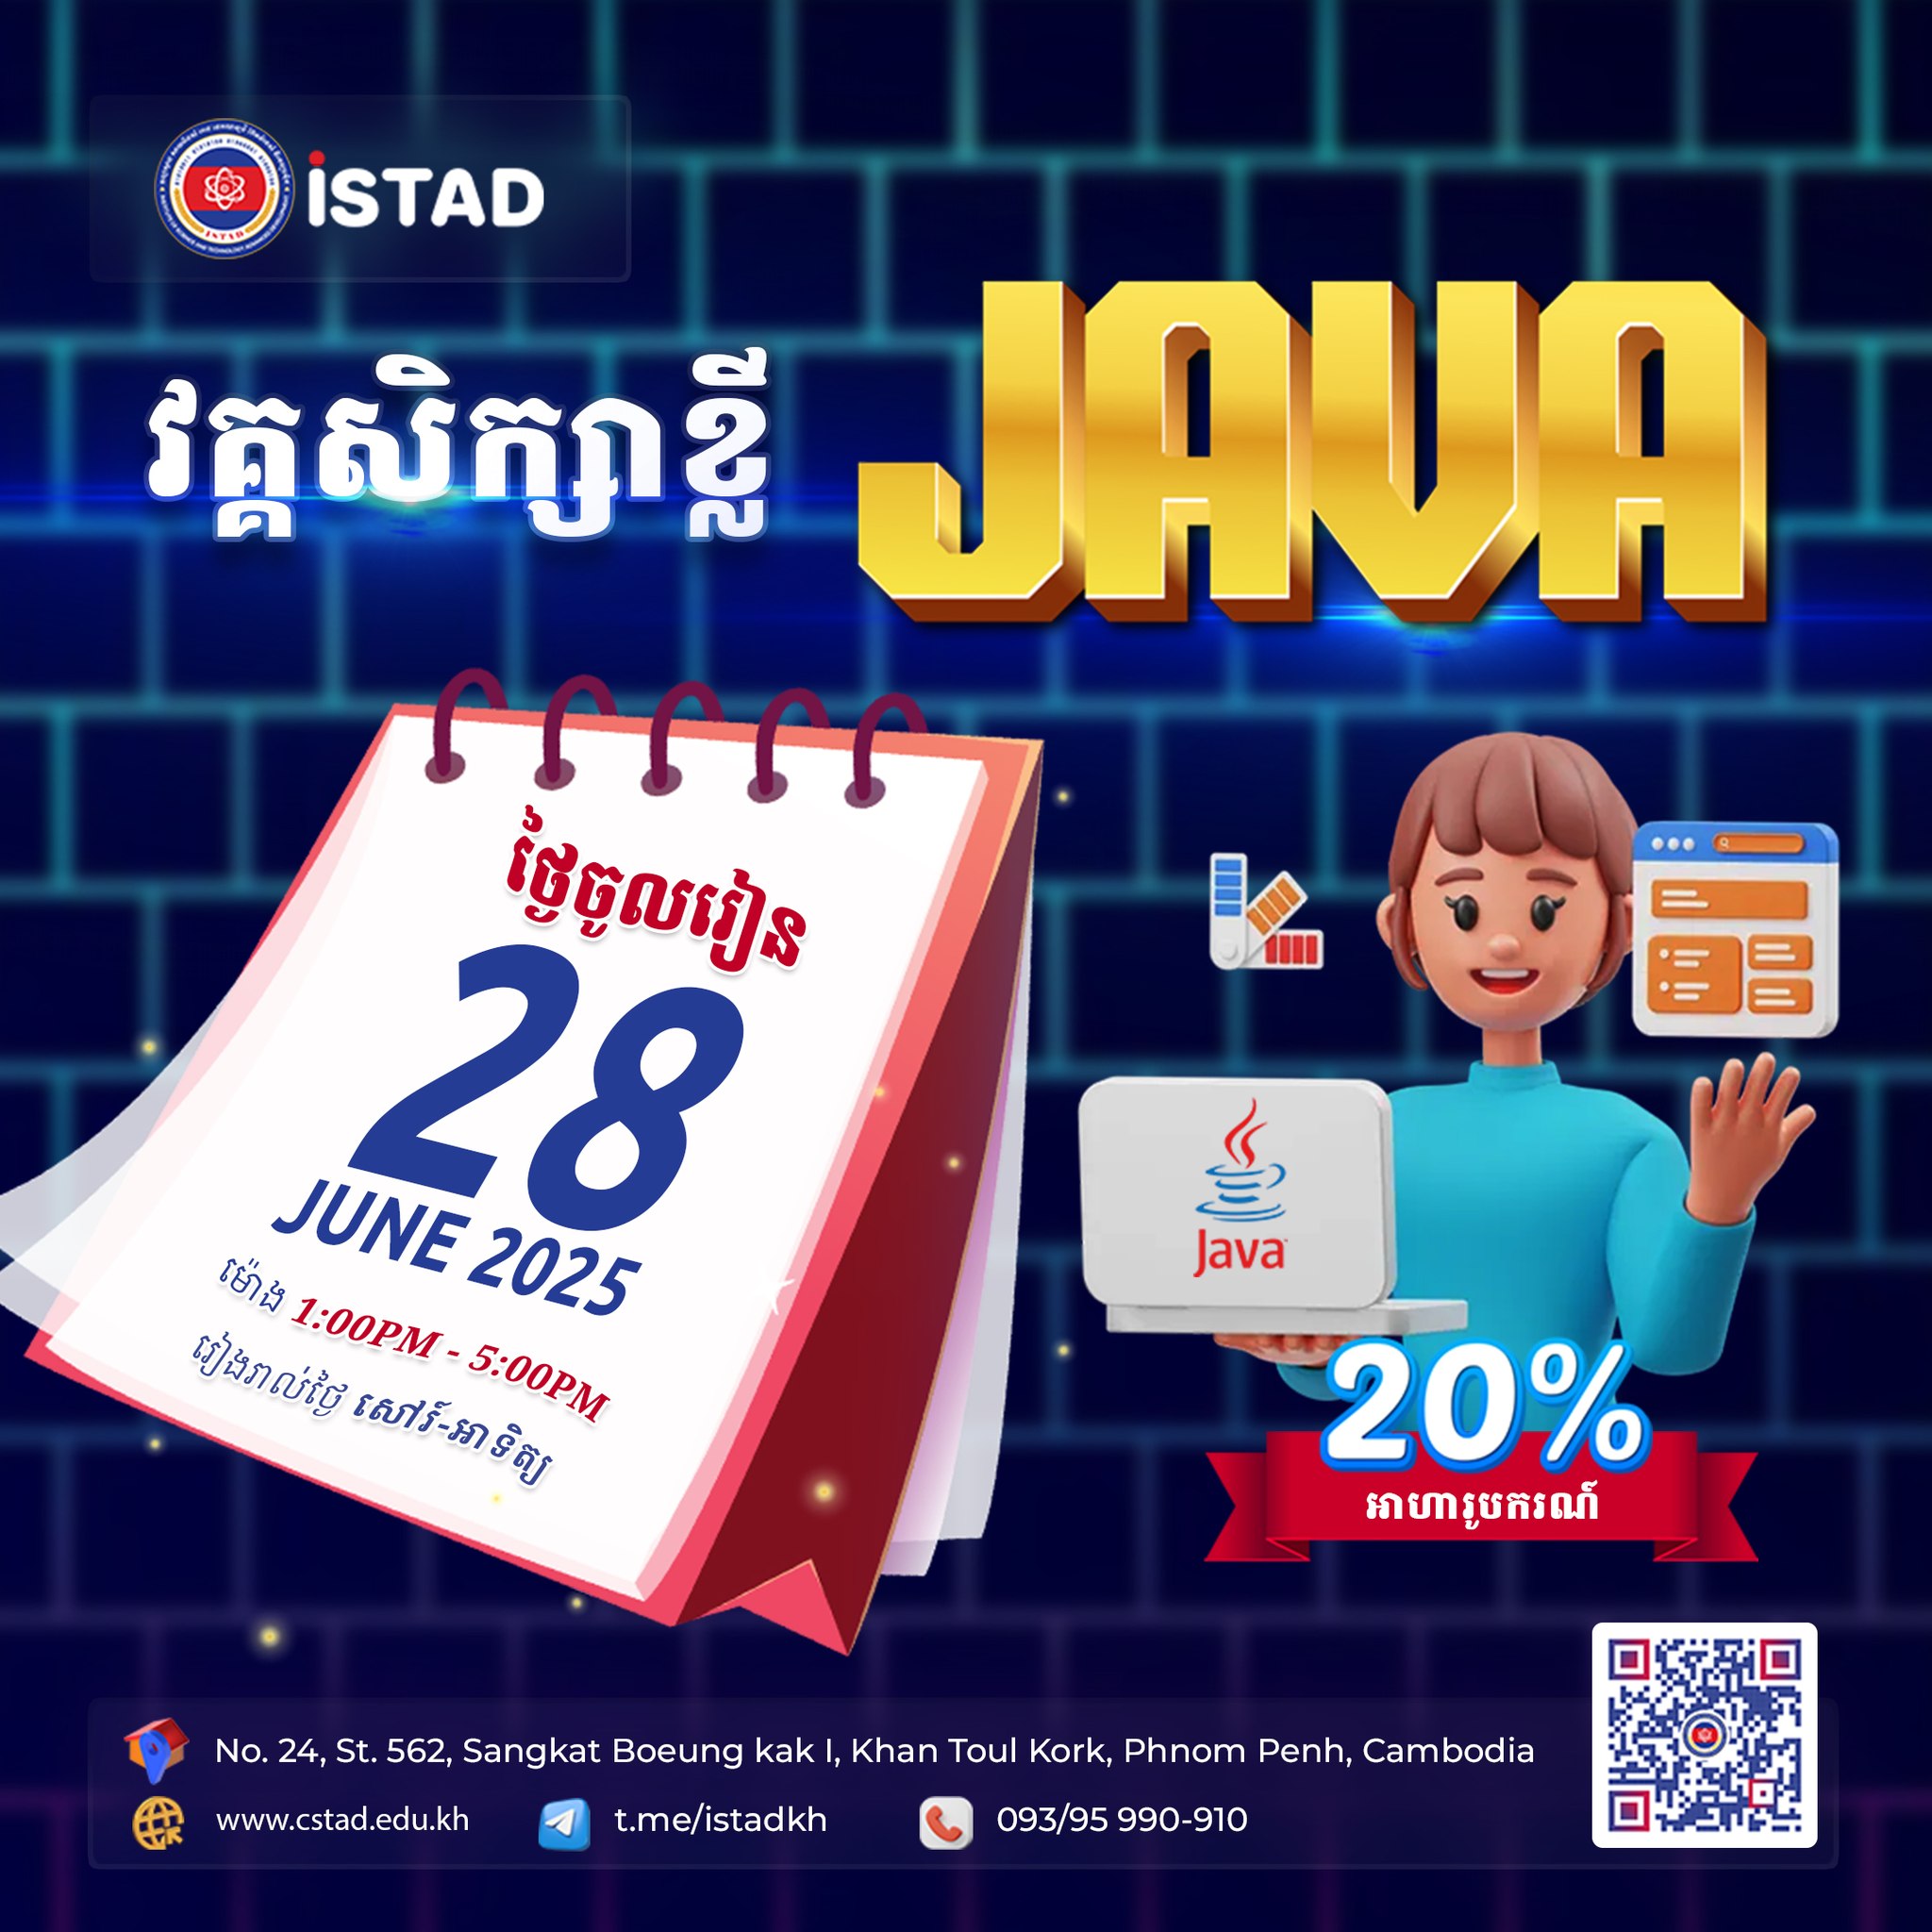 ISTAD
iSTAD
វគ្គសិក្សាខ្លី
JAVA
ថ្ងៃចូលរៀន
28
JUNE 2025
ម៉ោង 1:00PM - 5:00PM
រៀងរាល់ថ្ងៃ សៅរ៍-អាទិត្យ
Java
20%
អាហារូបករណ៍
No. 24, St. 562, Sangkat Boeung kak I, Khan Toul Kork, Phnom Penh, Cambodia
www.cstad.edu.kh
t.me/istadkh
093/95 990-910